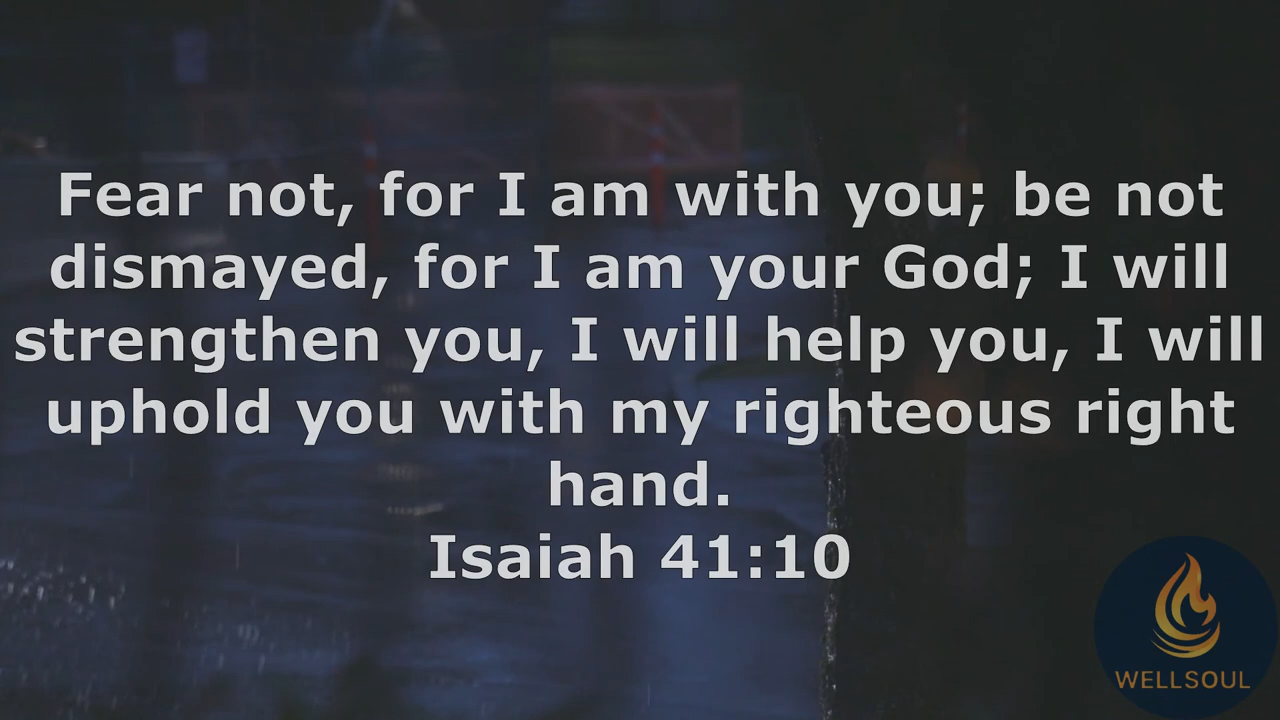 Fear not, for I am with you; be not
dismayed, for I am your God; I will
strengthen you, I will help you, I will
uphold you with my righteous right
hand.
Isaiah 41:10
WELLSOUL